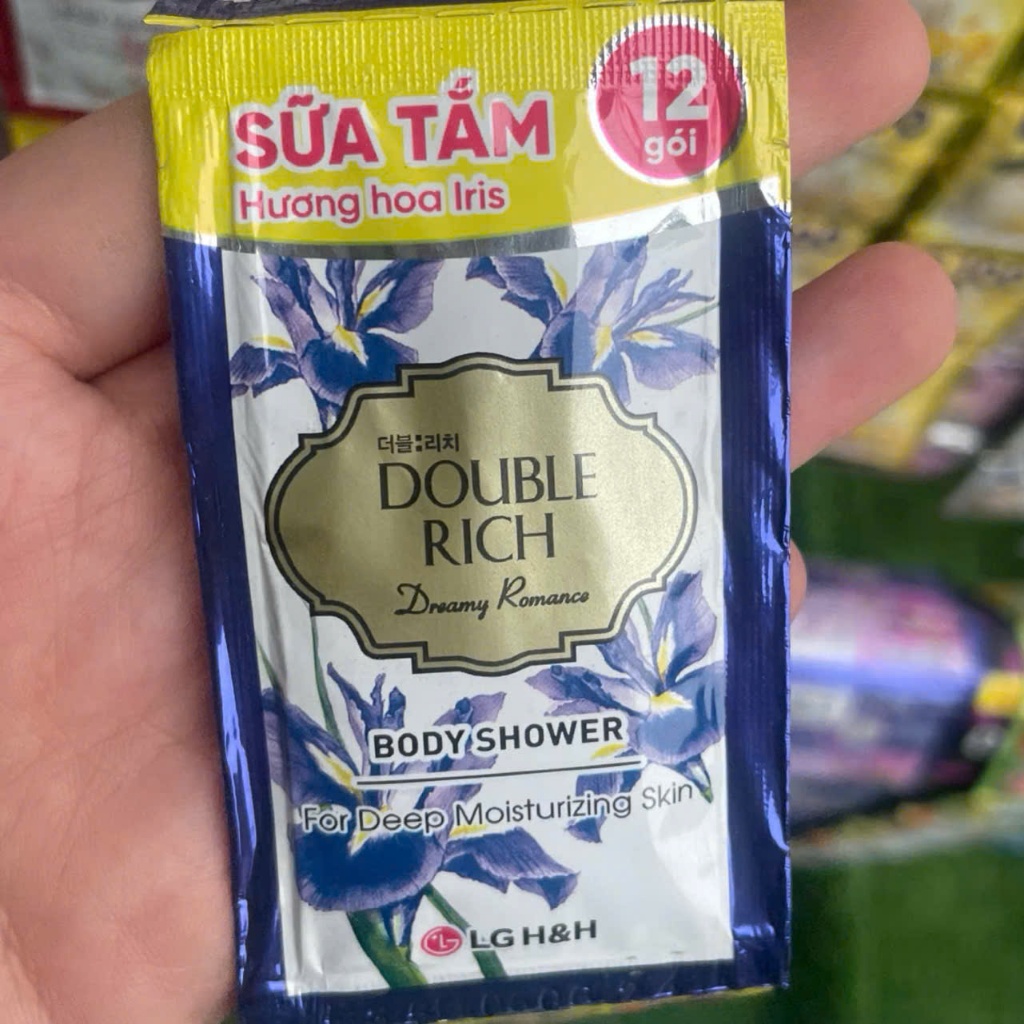 SỮA TẮM
Hương hoa Iris
12
gói
더블:리치
DOUBLE
RICH
Dreamy Romance
BODY SHOWER
For Deep Moisturizing Skin
LG H&H